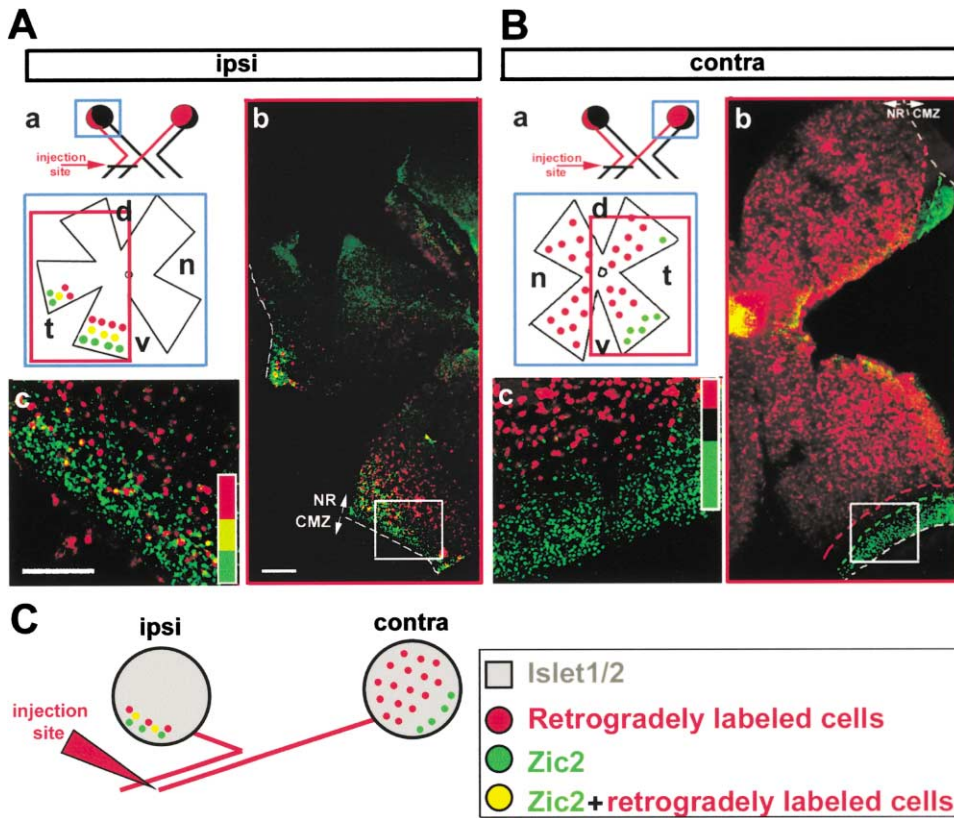 A
ipsi
a
injection
site
d
n
t
v
b
NR
CMZ
c
B
contra
a
injection
site
d
n
t
v
b
NR CMZ
c
C
ipsi
contra
injection
site
Islet1/2
Retrogradely labeled cells
Zic2
Zic2+retrogradely labeled cells